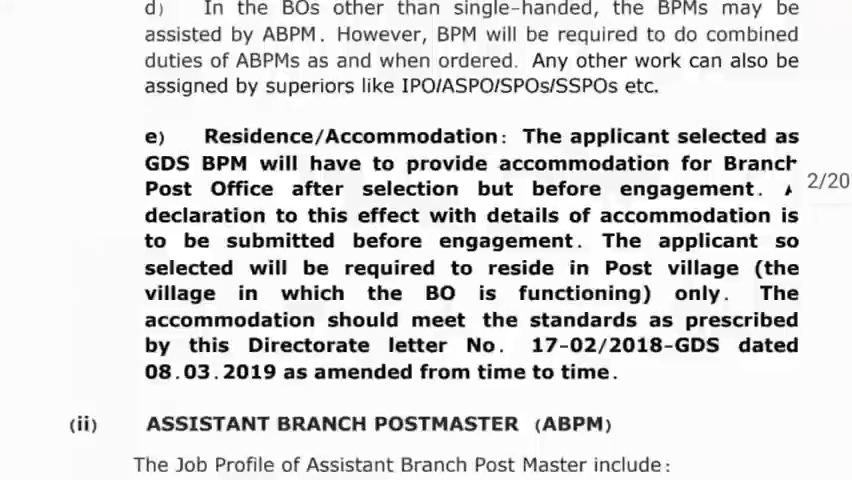 d) In the BOs other than single-handed, the BPMs may be
assisted by ABPM. However, BPM will be required to do combined
duties of ABPMs as and when ordered. Any other work can also be
assigned by superiors like IPO/ASPO/SPOs/SSPOs etc.
e) Residence/Accommodation: The applicant selected as
GDS BPM will have to provide accommodation for Branch
Post Office after selection but before engagement. A
2/20
declaration to this effect with details of accommodation is
to be submitted before engagement. The applicant so
selected will be required to reside in Post village (the
village in which the BO is functioning) only. The
accommodation should meet the standards as prescribed
by this Directorate letter No. 17-02/2018-GDS dated
08.03.2019 as amended from time to time.
(ii) ASSISTANT BRANCH POSTMASTER (ABPM)
The Job Profile of Assistant Branch Post Master include: